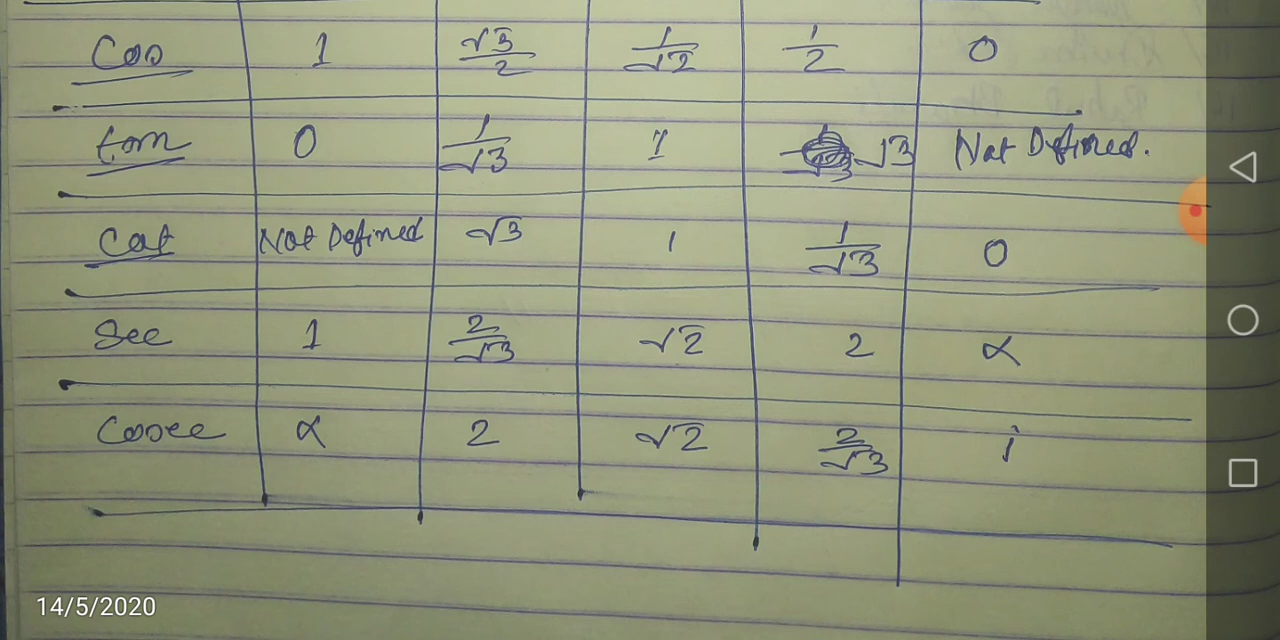 Cos 1 √3/2 1/√2 1/2 0
tan 0 1/√3 1 √3 Not Defined.
Cot Not Defined √3 1 1/√3 0
Sec 1 2/√3 √2 2 α
Cosec α 2 √2 2/√3 1
14/5/2020